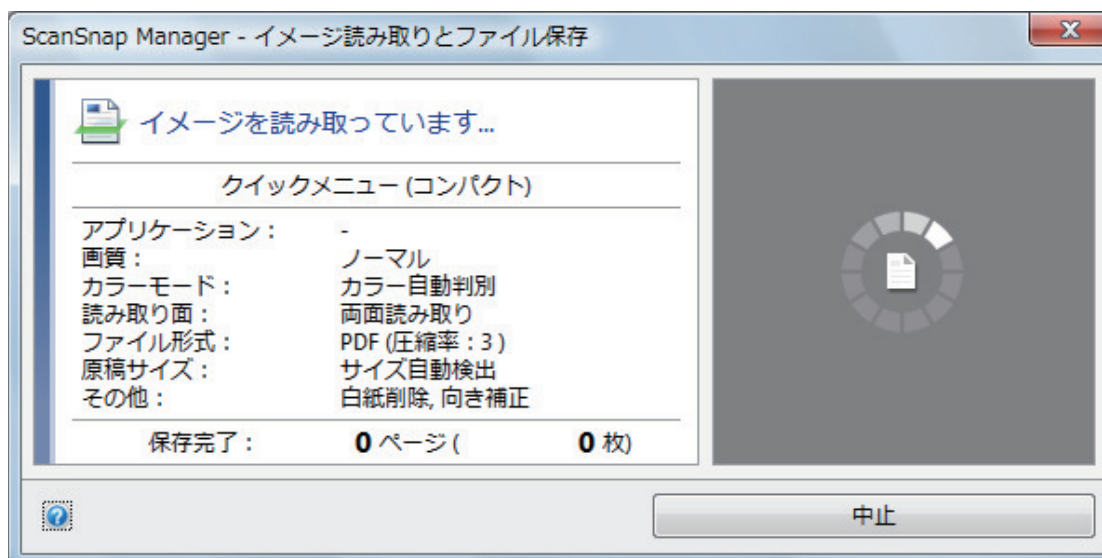 ScanSnap Manager - イメージ読み取りとファイル保存
イメージを読み取っています...
クイックメニュー (コンパクト)
アプリケーション： -
画質： ノーマル
カラーモード： カラー自動判別
読み取り面： 両面読み取り
ファイル形式： PDF (圧縮率：3)
原稿サイズ： サイズ自動検出
その他： 白紙削除, 向き補正
保存完了： 0 ページ ( 0 枚)
中止